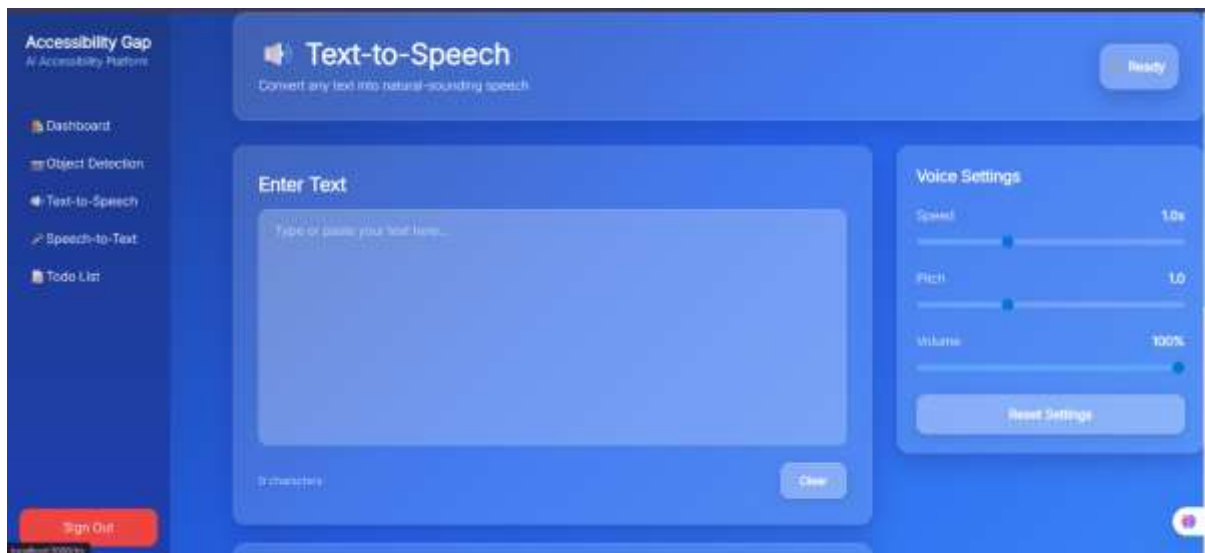 Accessibility Gap
AI Accessibility Platform
Dashboard
Object Detection
Text-to-Speech
Speech-to-Text
Todo List
Sign Out
Text-to-Speech
Convert any text into natural-sounding speech
Ready
Enter Text
Type or paste your text here...
0 characters
Clear
Voice Settings
Speed 1.0x
Pitch 1.0
Volume 100%
Reset Settings